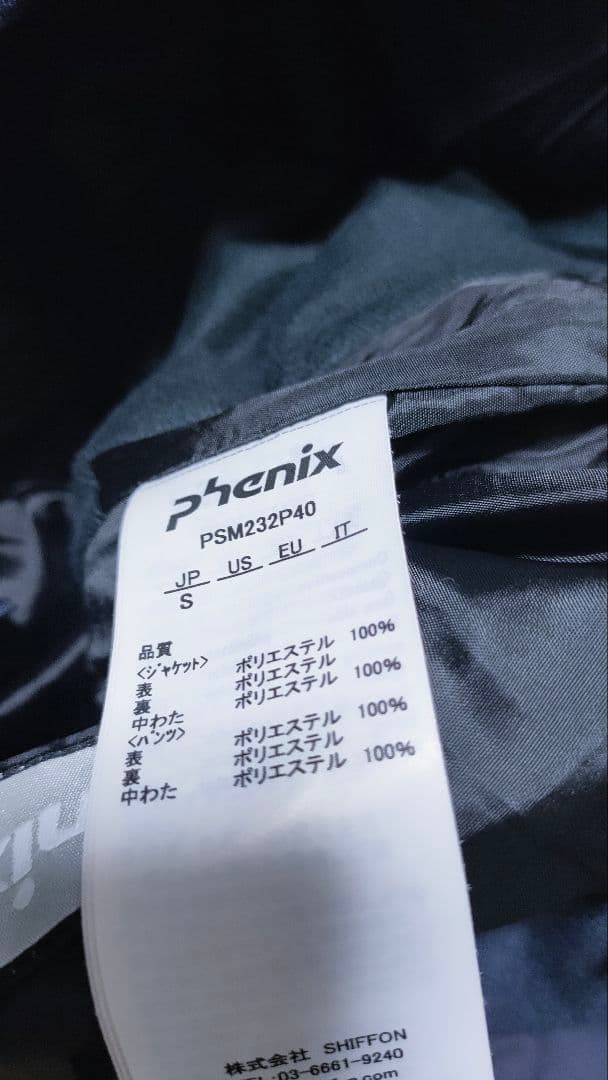 phenix
PSM232P40
JP US EU IT
S
品質
<ジャケット>
表 ポリエステル 100%
裏 ポリエステル
中わた ポリエステル 100%
<パンツ>
表 ポリエステル 100%
裏 ポリエステル
中わた ポリエステル 100%
株式会社 SHIFFON
TEL:03-6661-9240